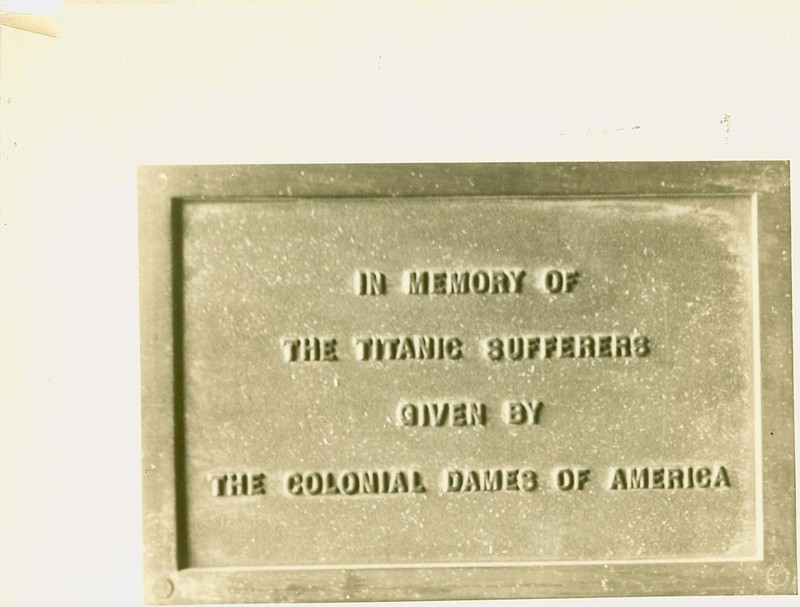 IN MEMORY OF
THE TITANIC SUFFERERS
GIVEN BY
THE COLONIAL DAMES OF AMERICA